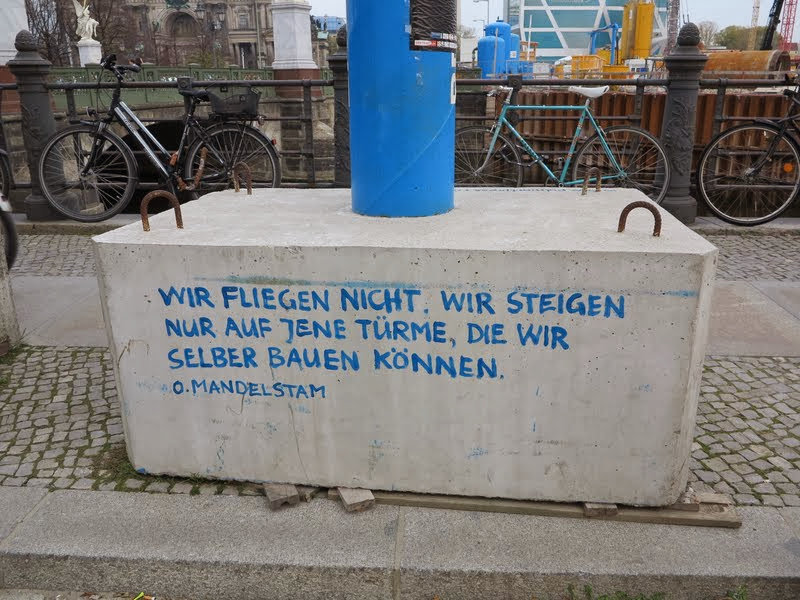 WIR FLIEGEN NICHT. WIR STEIGEN
NUR AUF JENE TÜRME, DIE WIR
SELBER BAUEN KÖNNEN.
O. MANDELSTAM